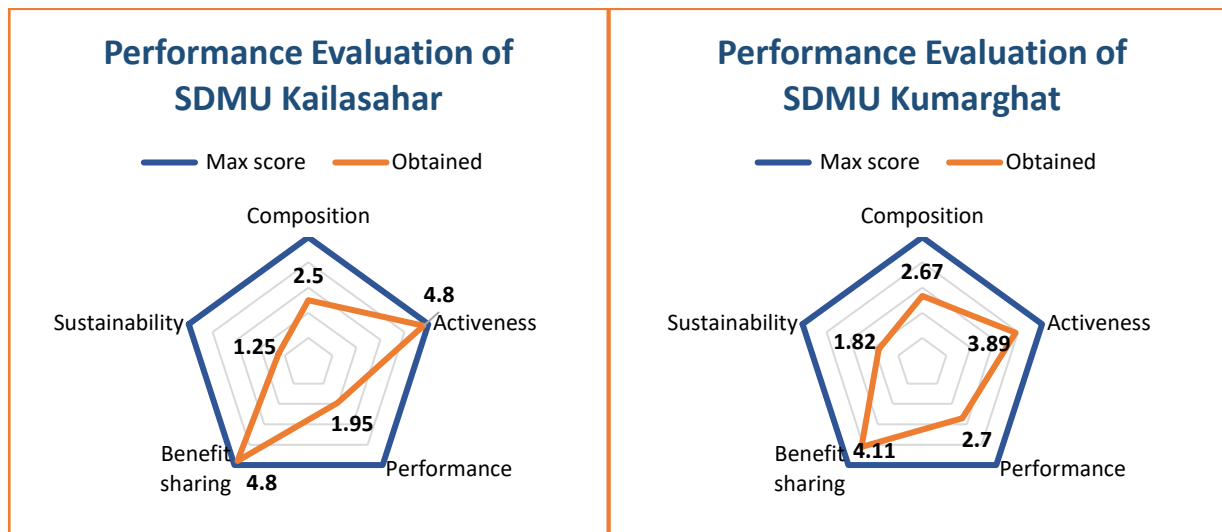 Performance Evaluation of
SDMU Kailasahar
Max score
Obtained
Composition
2.5
4.8
Activeness
Sustainability
1.25
1.95
Benefit
sharing
4.8
Performance
Performance Evaluation of
SDMU Kumarghat
Max score
Obtained
Composition
2.67
Activeness
3.89
Sustainability
1.82
2.7
Benefit
sharing
4.11
Performance